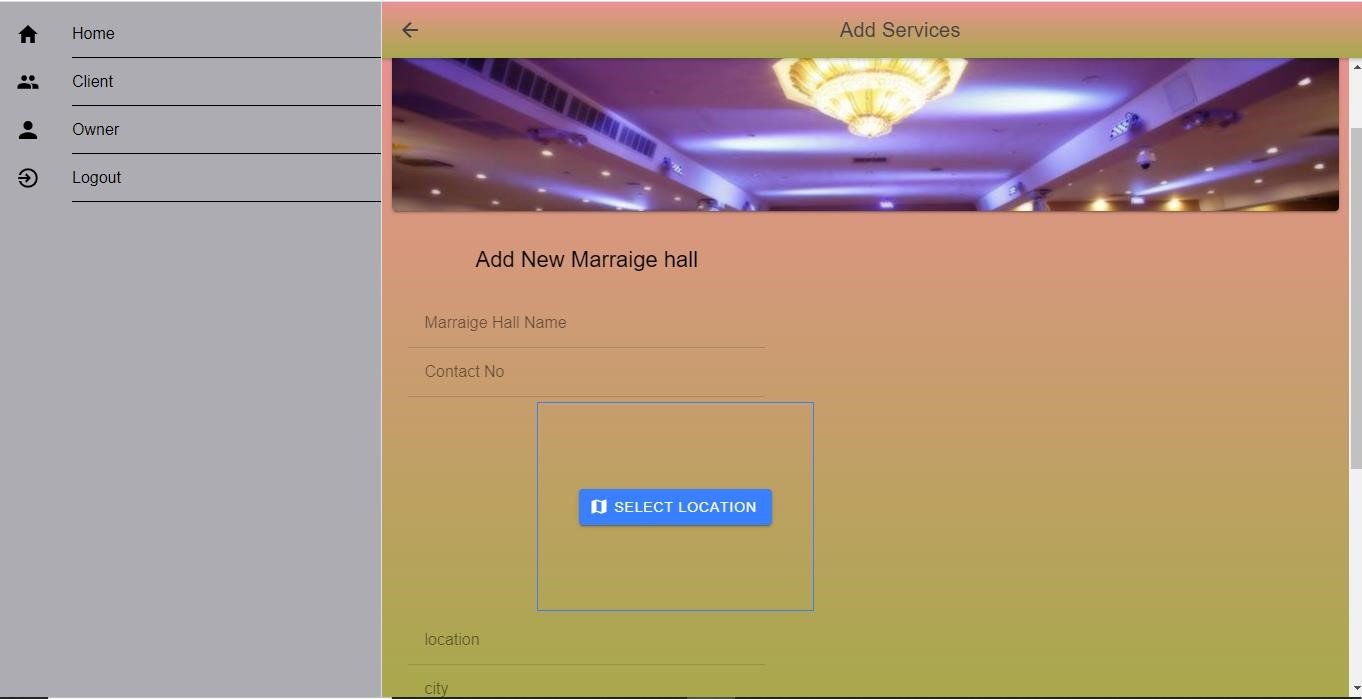 Home
Client
Owner
Logout
Add Services
Add New Marraige hall
Marraige Hall Name
Contact No
SELECT LOCATION
location
city